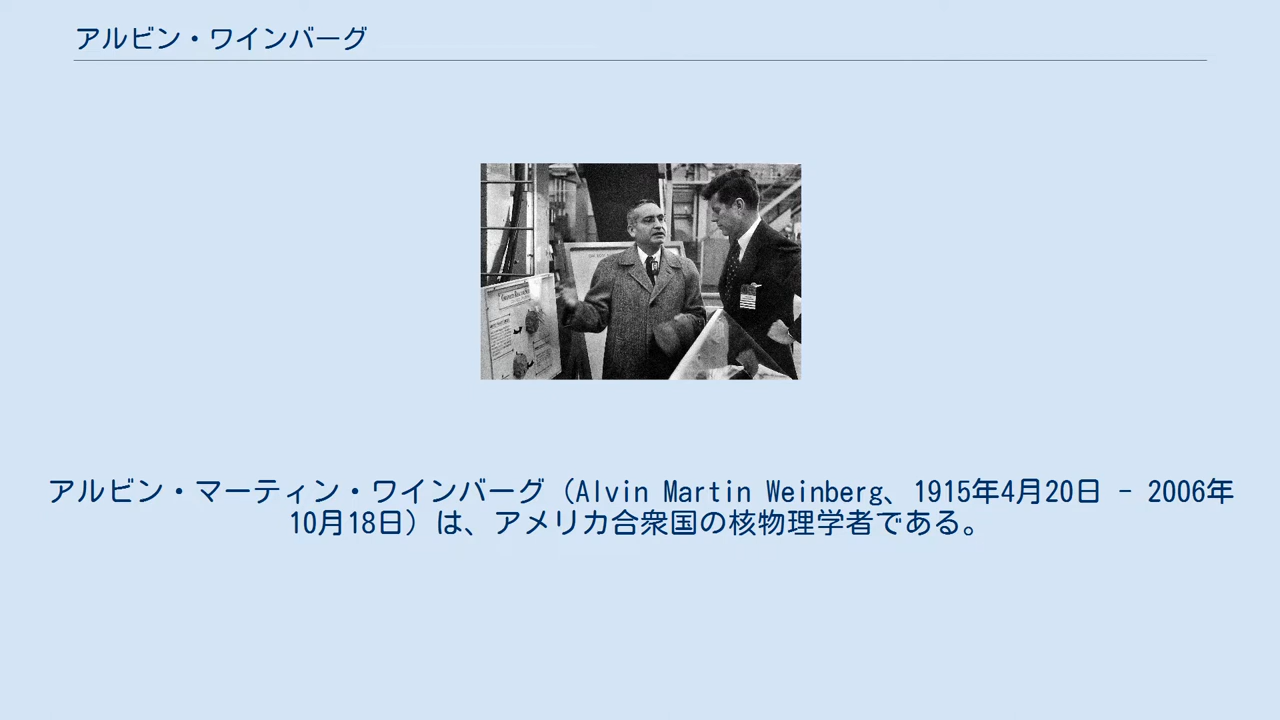 アルビン・ワインバーグ
アルビン・マーティン・ワインバーグ（Alvin Martin Weinberg、1915年4月20日 - 2006年
10月18日）は、アメリカ合衆国の核物理学者である。